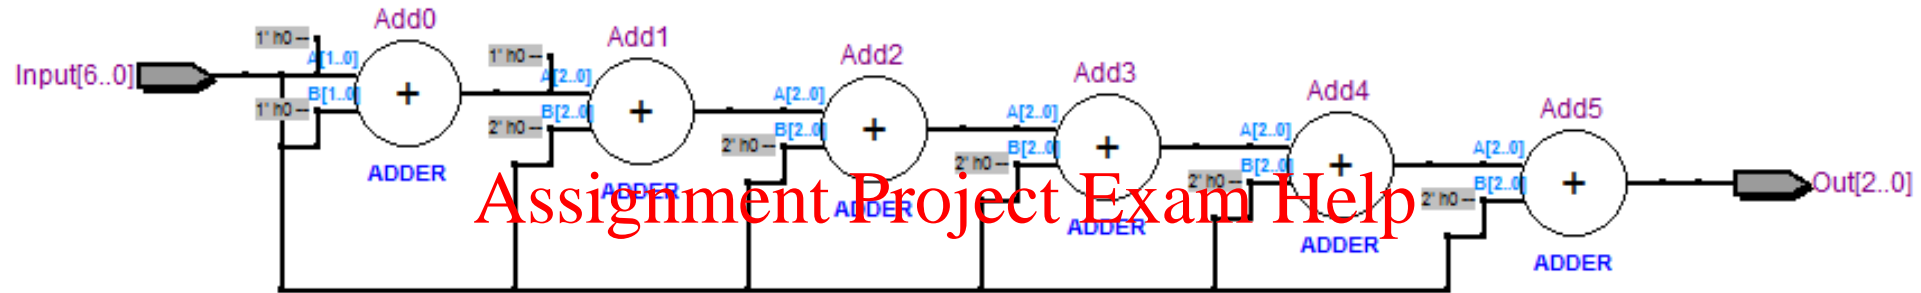 Add0
1' h0 --
A[1..0]
Input[6..0]
B[1..0]
1' h0 --
+
ADDER
Add1
1' h0 --
A[2..0]
B[2..0]
2' h0 --
+
ADDER
Add2
A[2..0]
B[2..0]
2' h0 --
+
ADDER
Add3
A[2..0]
B[2..0]
2' h0 --
+
ADDER
Add4
A[2..0]
B[2..0]
2' h0 --
+
ADDER
Add5
A[2..0]
B[2..0]
2' h0 --
+
ADDER
Out[2..0]
Assignment Project Exam Help